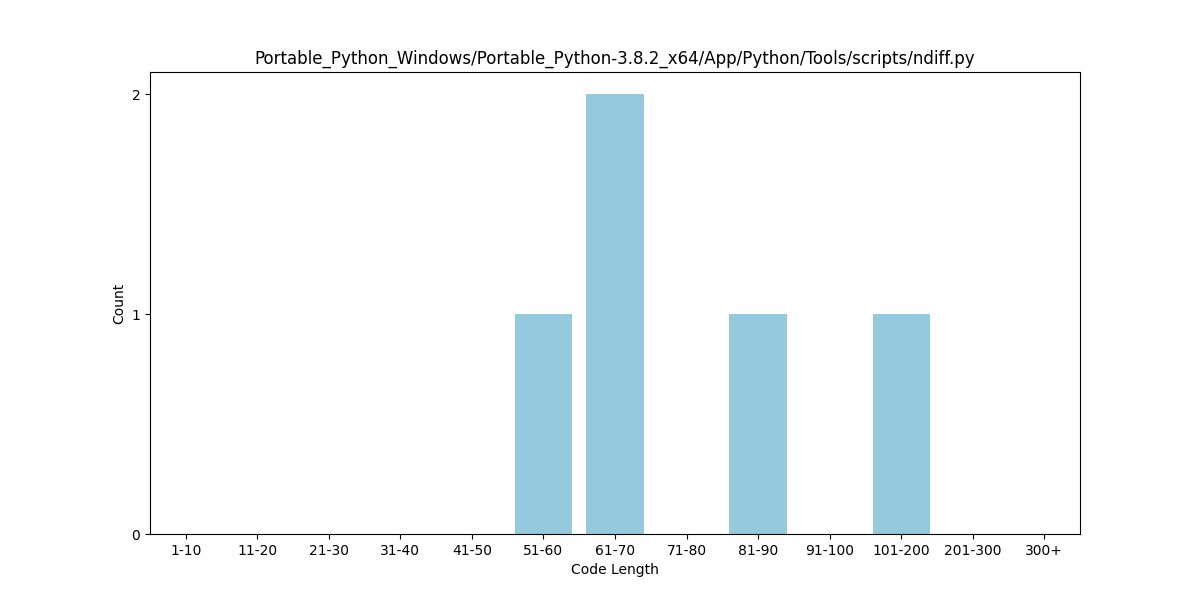 Portable_Python_Windows/Portable_Python-3.8.2_x64/App/Python/Tools/scripts/ndiff.py
2
1
0
Count
1-10 11-20 21-30 31-40 41-50 51-60 61-70 71-80 81-90 91-100 101-200 201-300 300+
Code Length